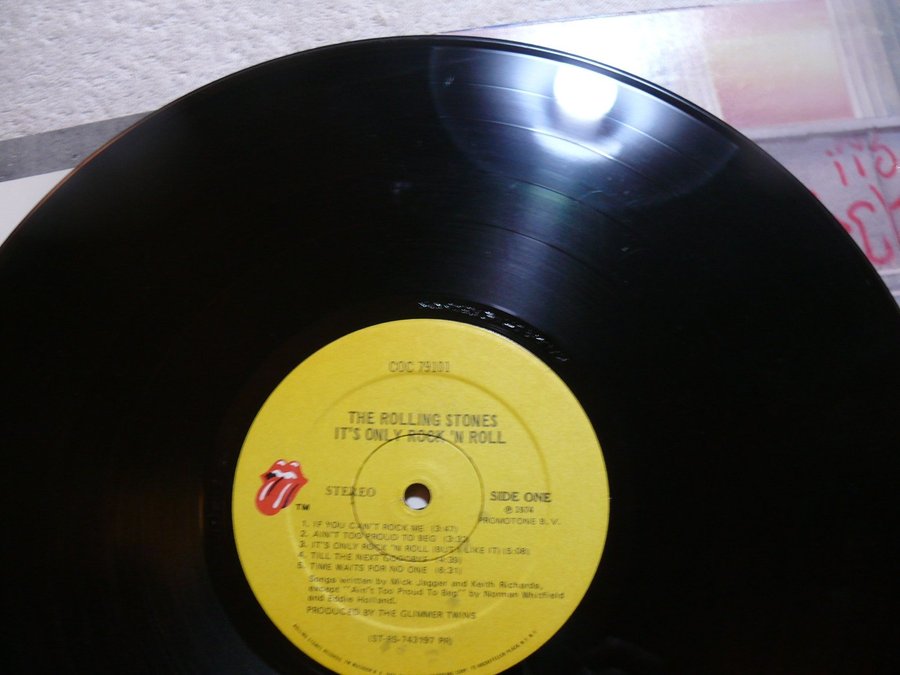 COC 79101
THE ROLLING STONES
IT'S ONLY ROCK 'N ROLL
STEREO
SIDE ONE
℗ 1974
PROMOTONE B.V.
TM
1. IF YOU CAN'T ROCK ME (3:47)
2. AIN'T TOO PROUD TO BEG (3:32)
3. IT'S ONLY ROCK 'N ROLL (BUT I LIKE IT) (5:08)
4. TILL THE NEXT GOODBYE (4:39)
5. TIME WAITS FOR NO ONE (6:31)
Songs written by Mick Jagger and Keith Richards,
except "Ain't Too Proud To Beg" by Norman Whitfield
and Eddie Holland.
PRODUCED BY THE GLIMMER TWINS
(ST-RS-743197 PR)